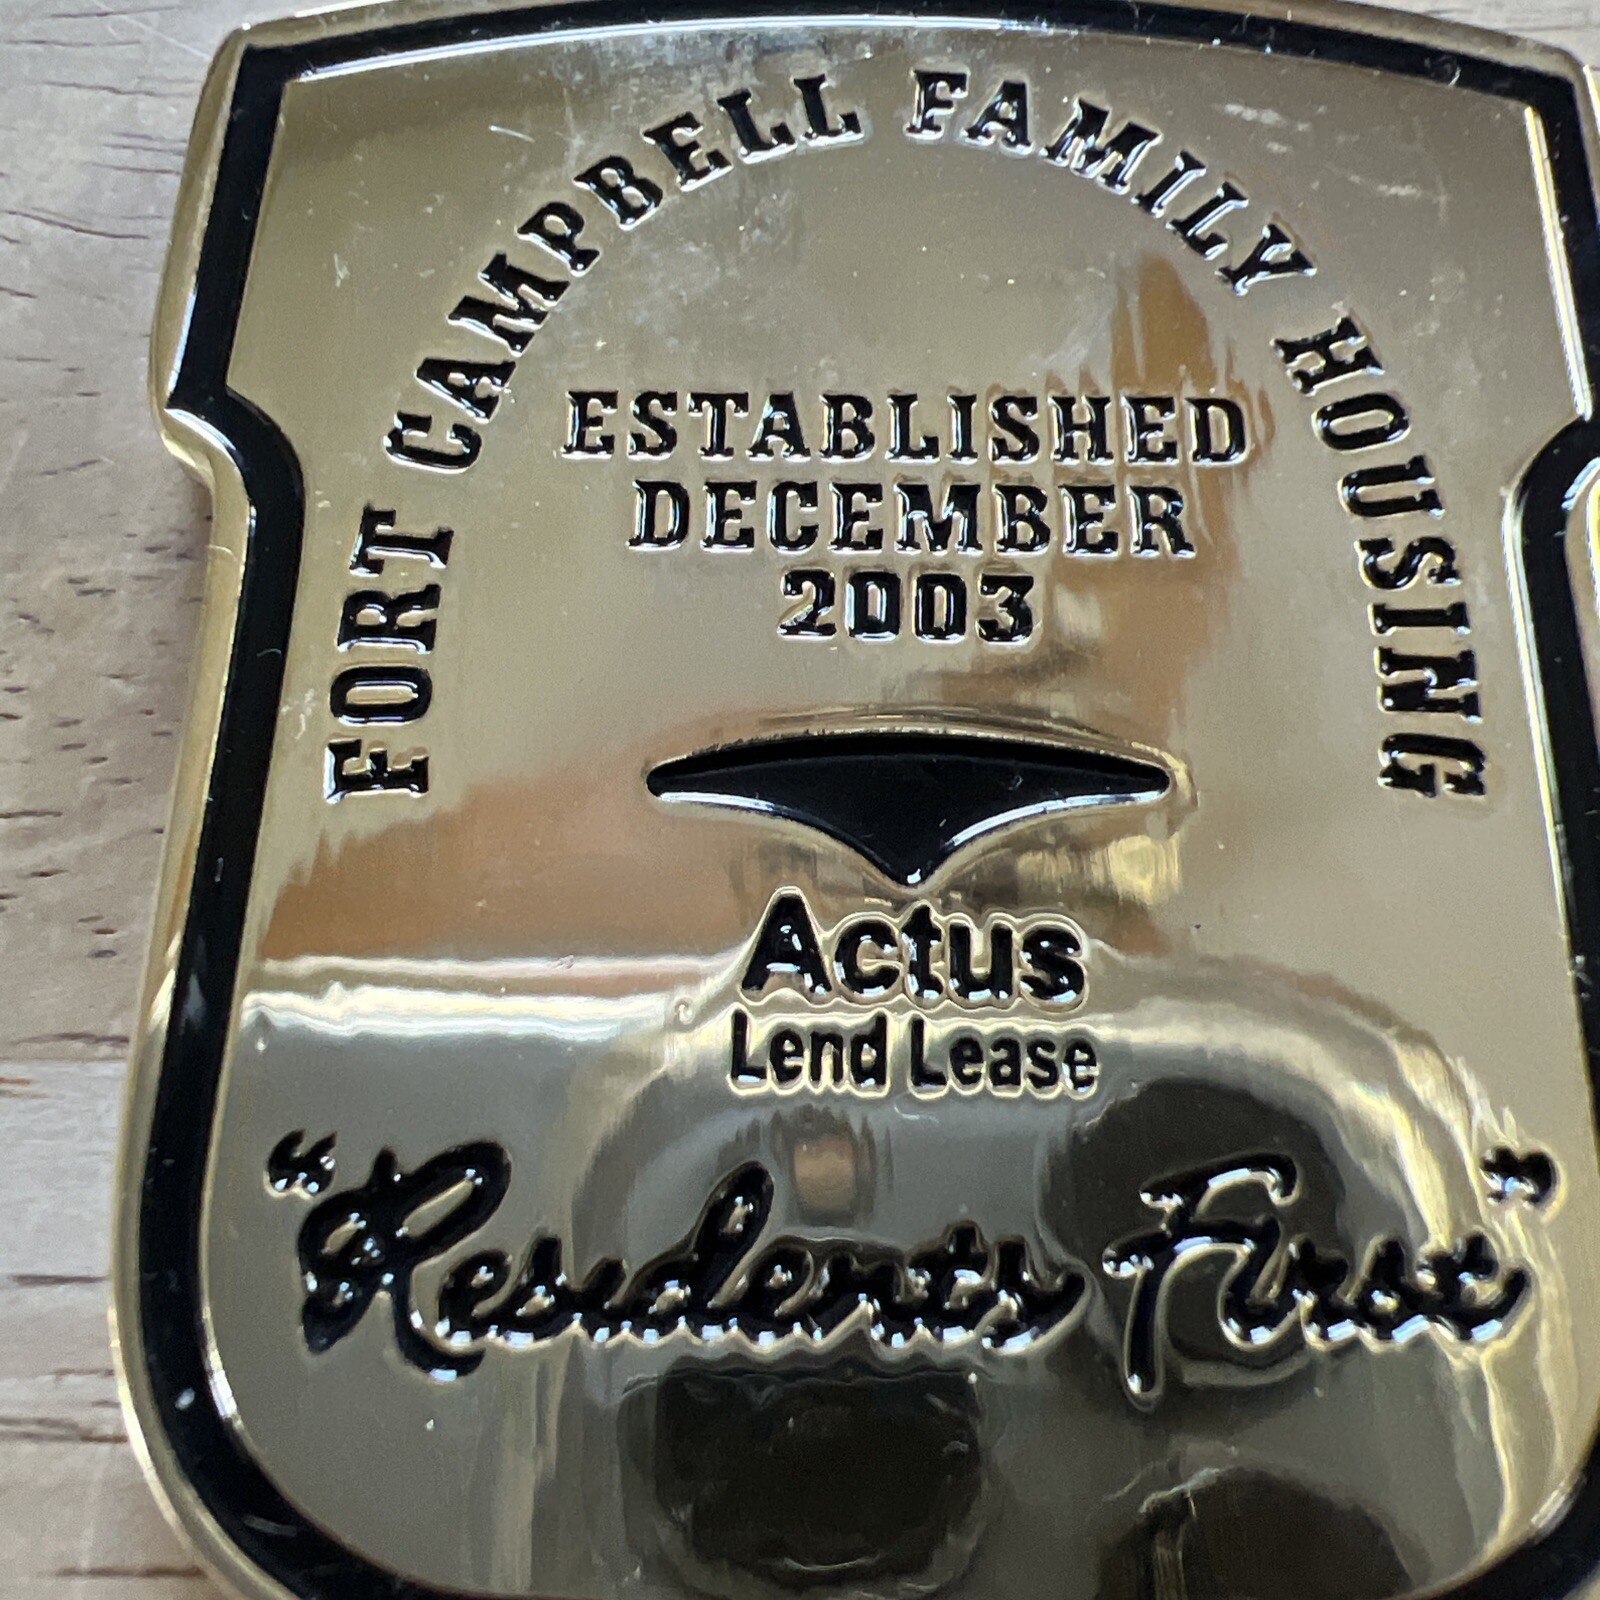 FORT CAMPBELL FAMILY HOUSING
ESTABLISHED
DECEMBER
2003
Actus
Lend Lease
“Residents First”